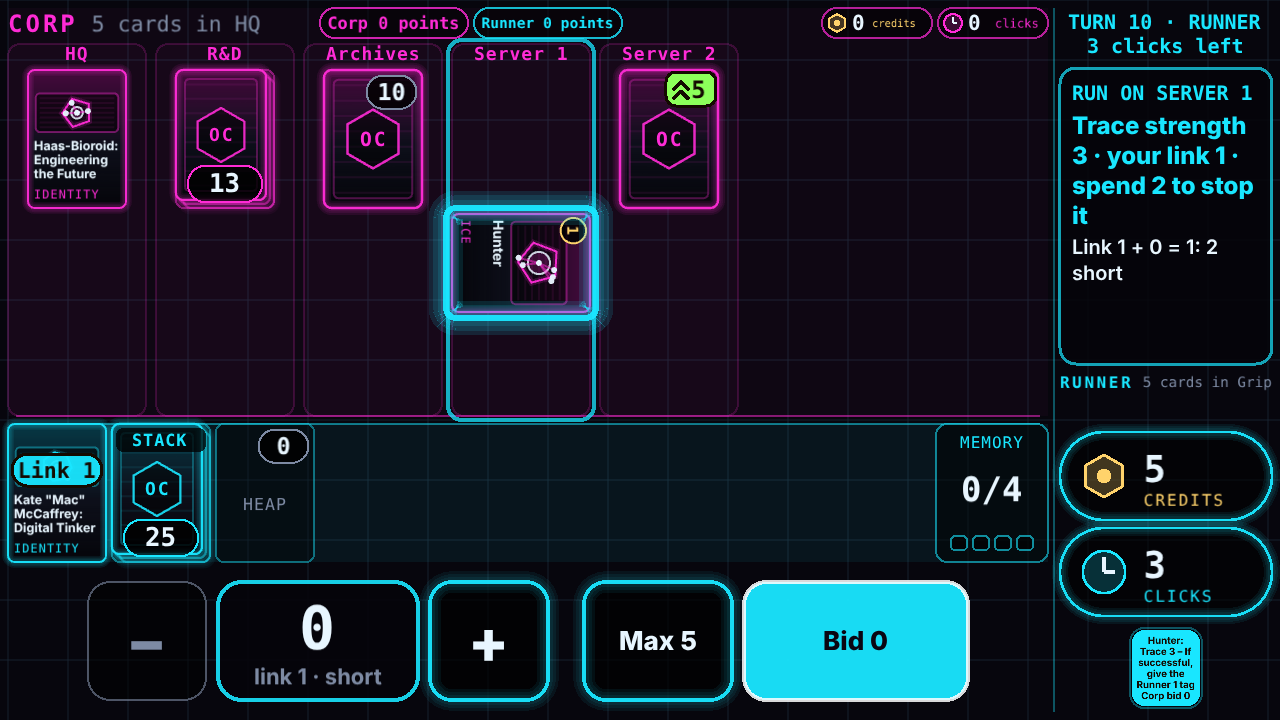 CORP 5 cards in HQ
Corp 0 points
Runner 0 points
0 credits
0 clicks
TURN 10 · RUNNER
3 clicks left
HQ
R&D
Archives
Server 1
Server 2
Haas-Bioroid:
Engineering
the Future
IDENTITY
OC
13
10
OC
5
OC
ICE
Hunter
1
RUN ON SERVER 1
Trace strength
3 · your link 1 ·
spend 2 to stop
it
Link 1 + 0 = 1: 2
short
RUNNER 5 cards in Grip
Link 1
Kate "Mac"
McCaffrey:
Digital Tinker
IDENTITY
STACK
OC
25
0
HEAP
MEMORY
0/4
5
CREDITS
3
CLICKS
−
0
link 1 · short
+
Max 5
Bid 0
Hunter:
Trace 3 – If
successful,
give the
Runner 1 tag
Corp bid 0